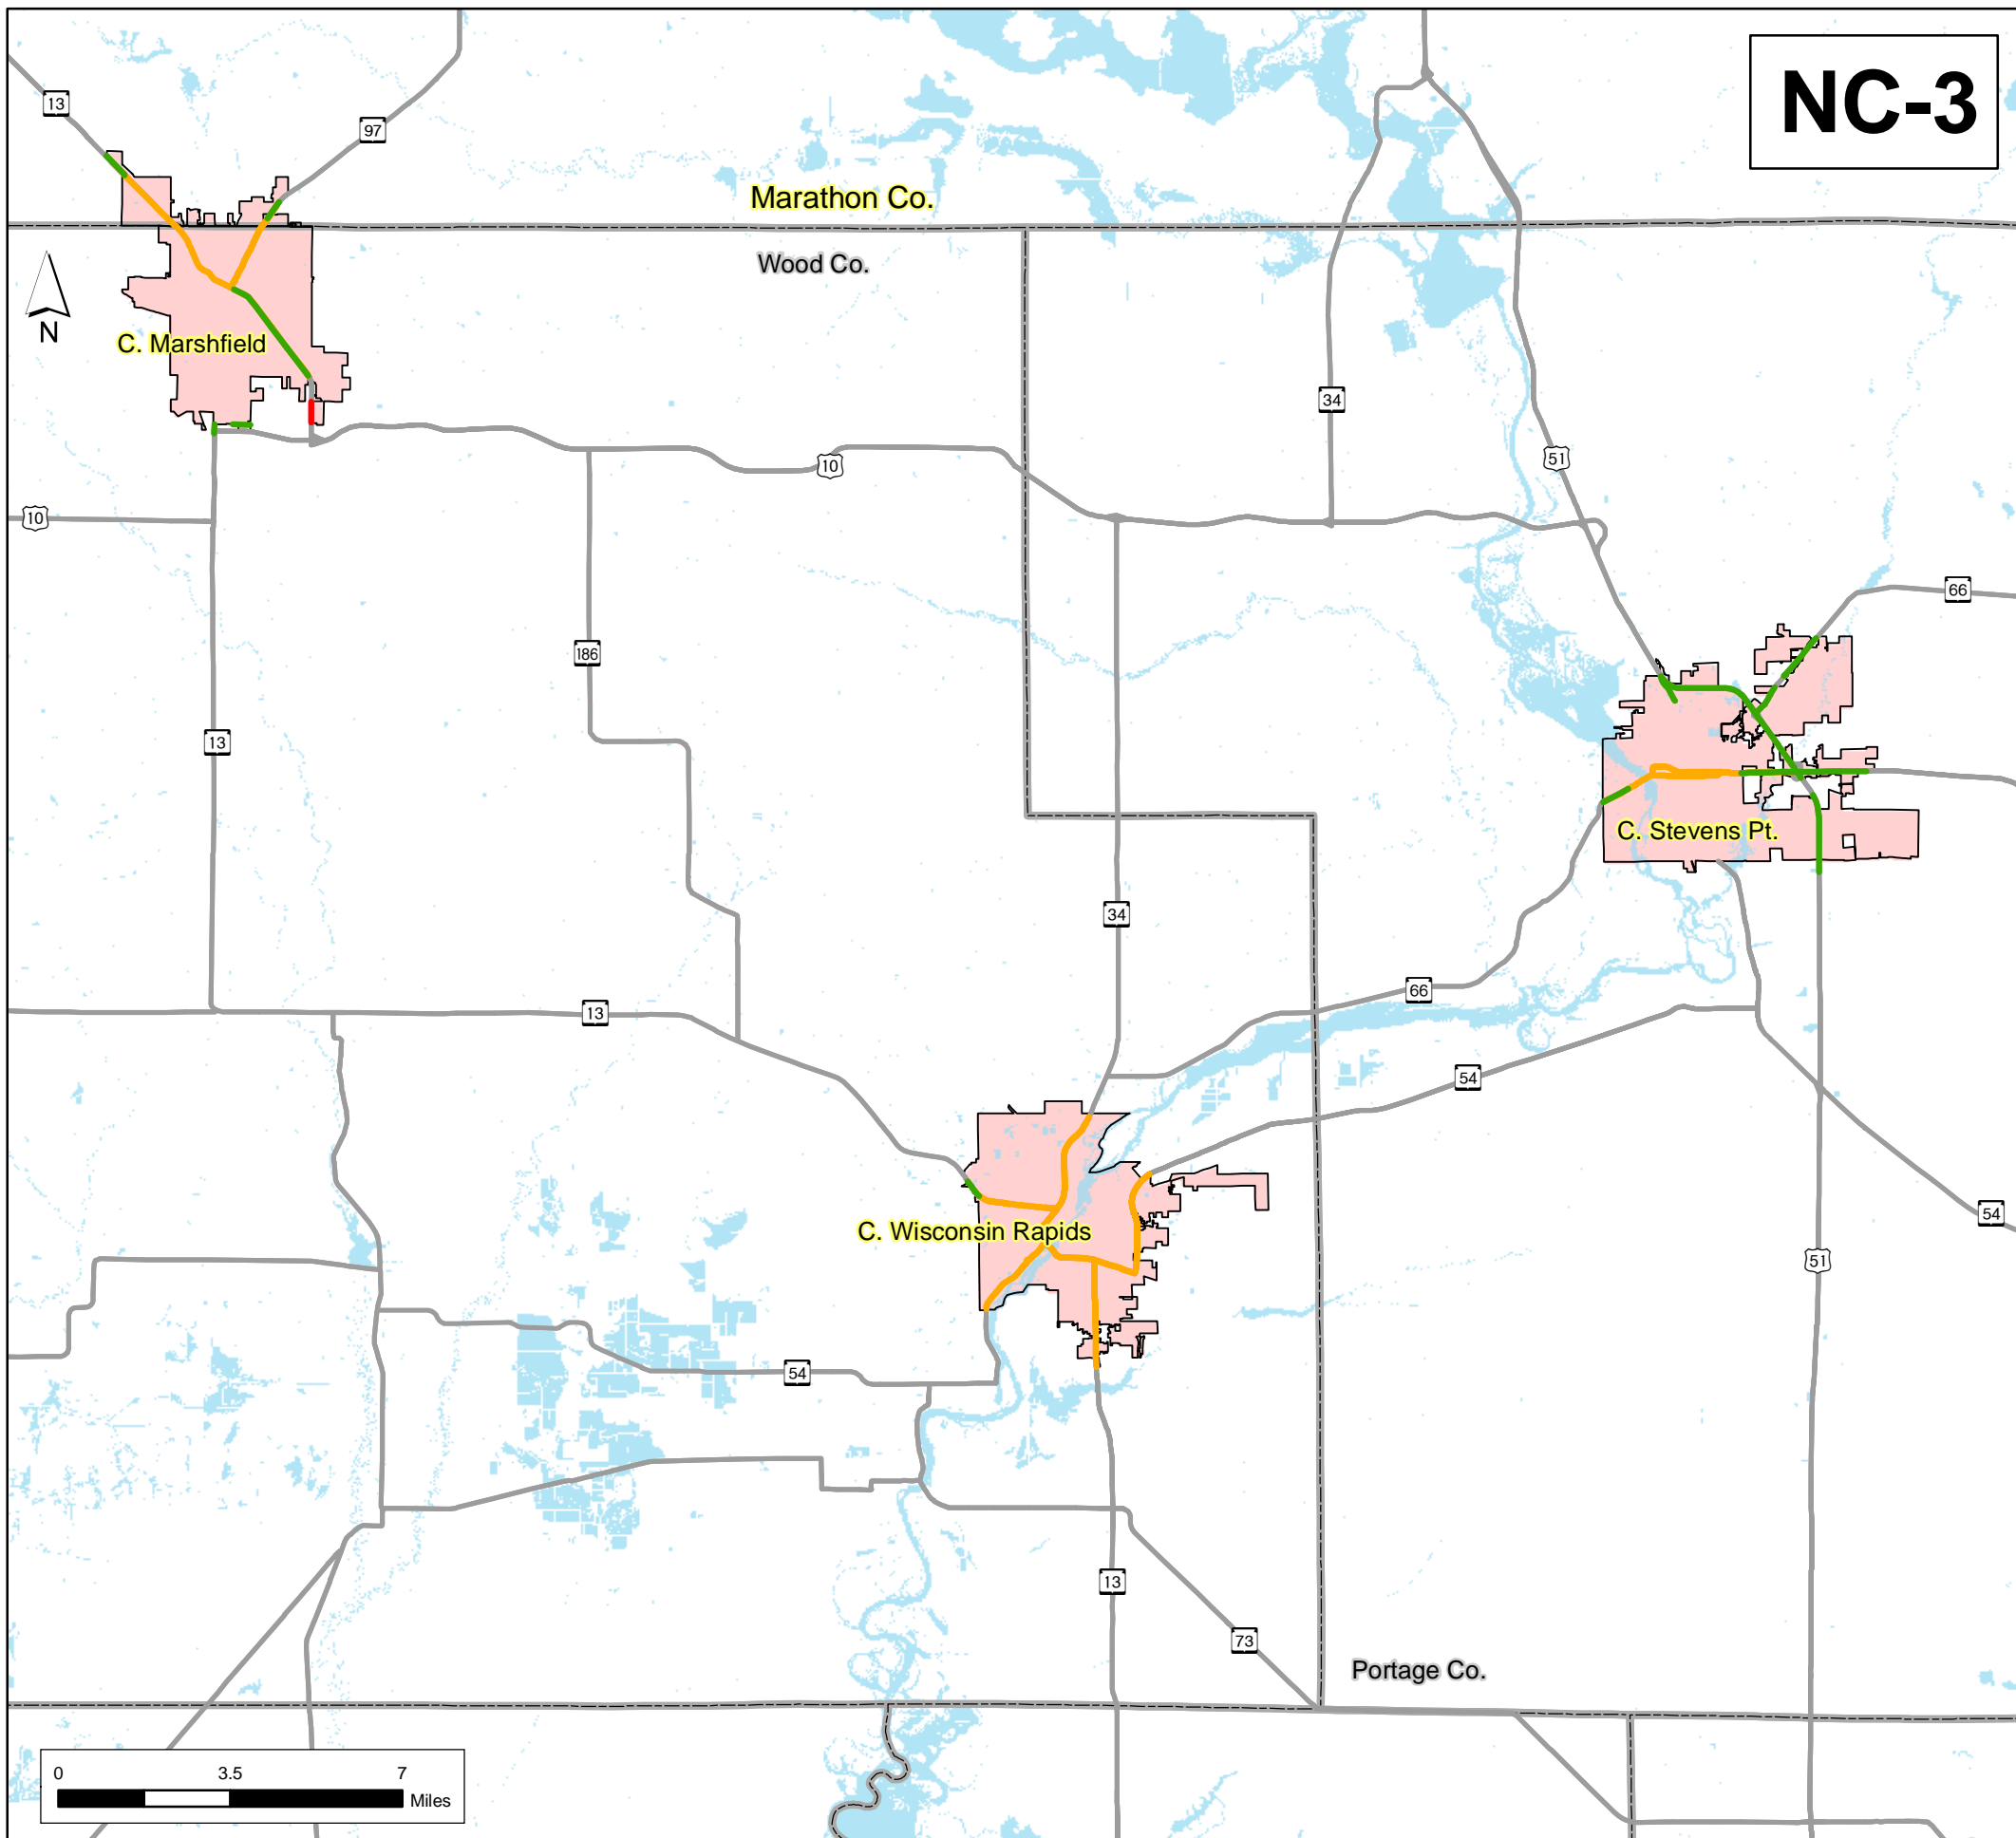 NC-3
13
97
Marathon Co.
Wood Co.
N
C. Marshfield
34
51
10
10
66
186
13
C. Stevens Pt.
34
66
13
54
54
C. Wisconsin Rapids
51
54
13
73
Portage Co.
0 3.5 7
Miles